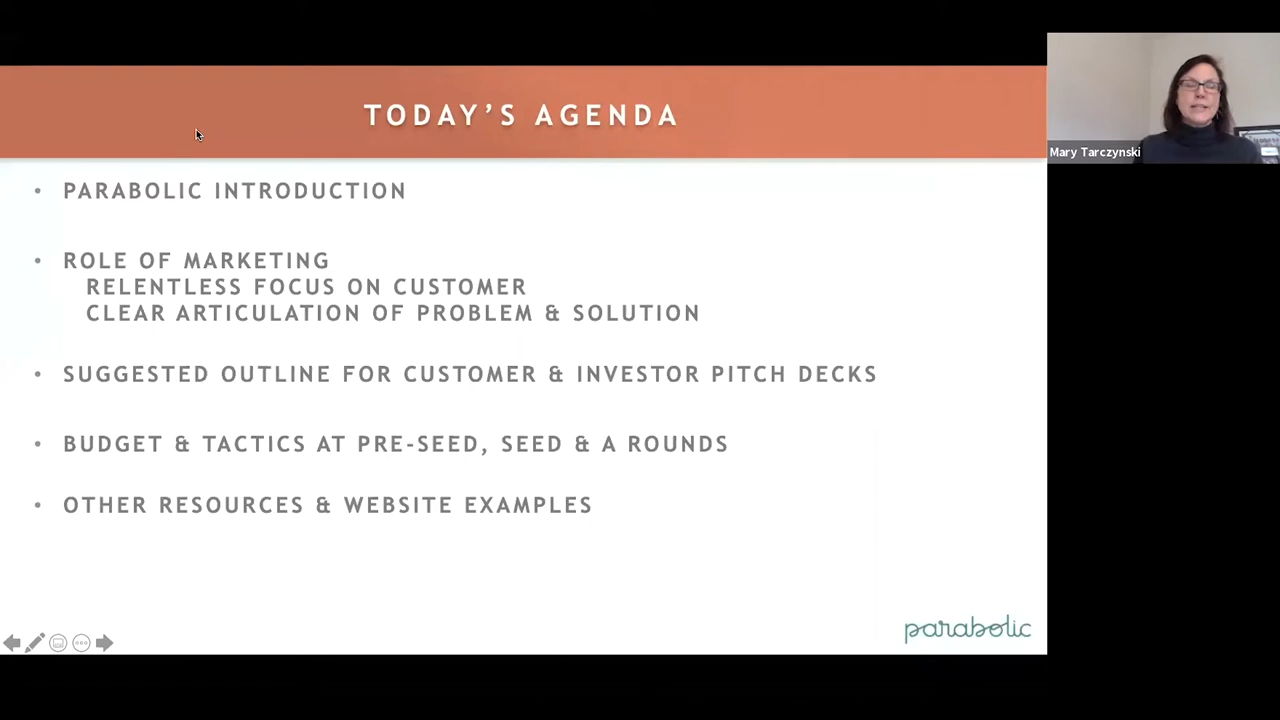 TODAY'S AGENDA
• PARABOLIC INTRODUCTION
• ROLE OF MARKETING
RELENTLESS FOCUS ON CUSTOMER
CLEAR ARTICULATION OF PROBLEM & SOLUTION
• SUGGESTED OUTLINE FOR CUSTOMER & INVESTOR PITCH DECKS
• BUDGET & TACTICS AT PRE-SEED, SEED & A ROUNDS
• OTHER RESOURCES & WEBSITE EXAMPLES
parabolic
Mary Tarczynski